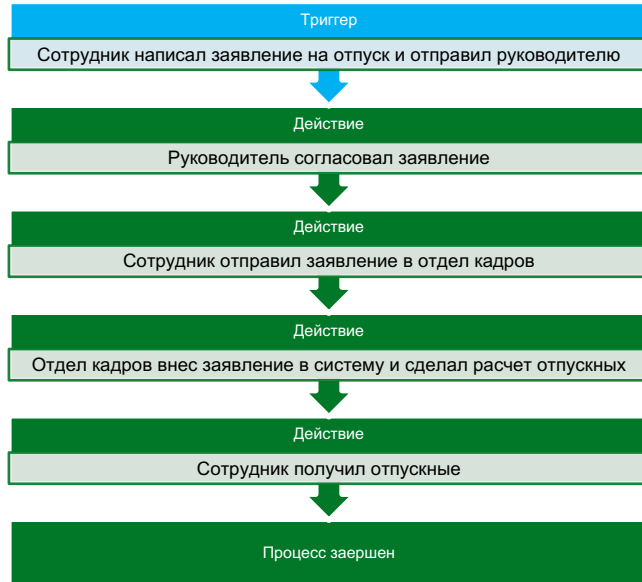 Триггер
Сотрудник написал заявление на отпуск и отправил руководителю
Действие
Руководитель согласовал заявление
Действие
Сотрудник отправил заявление в отдел кадров
Действие
Отдел кадров внес заявление в систему и сделал расчет отпускных
Действие
Сотрудник получил отпускные
Процесс заершен